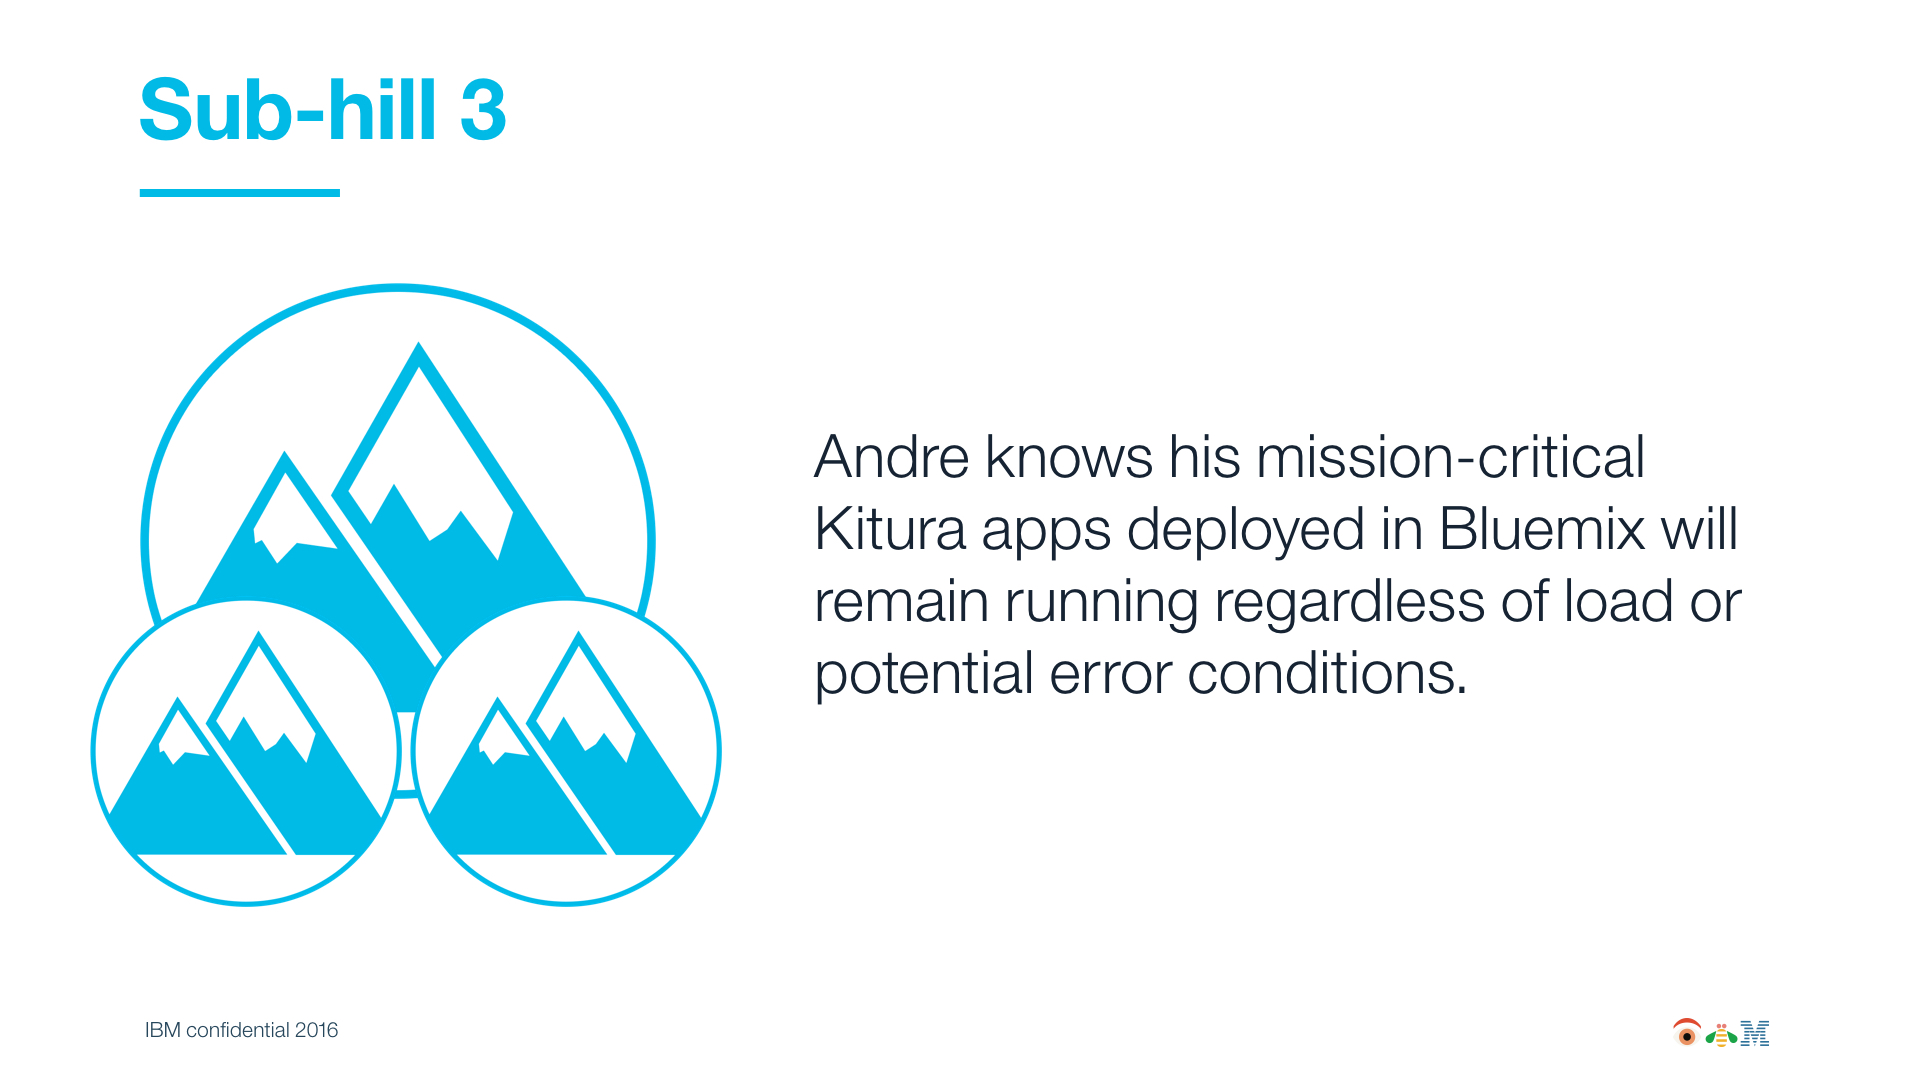 Sub-hill 3
Andre knows his mission-critical
Kitura apps deployed in Bluemix will
remain running regardless of load or
potential error conditions.
IBM confidential 2016
M